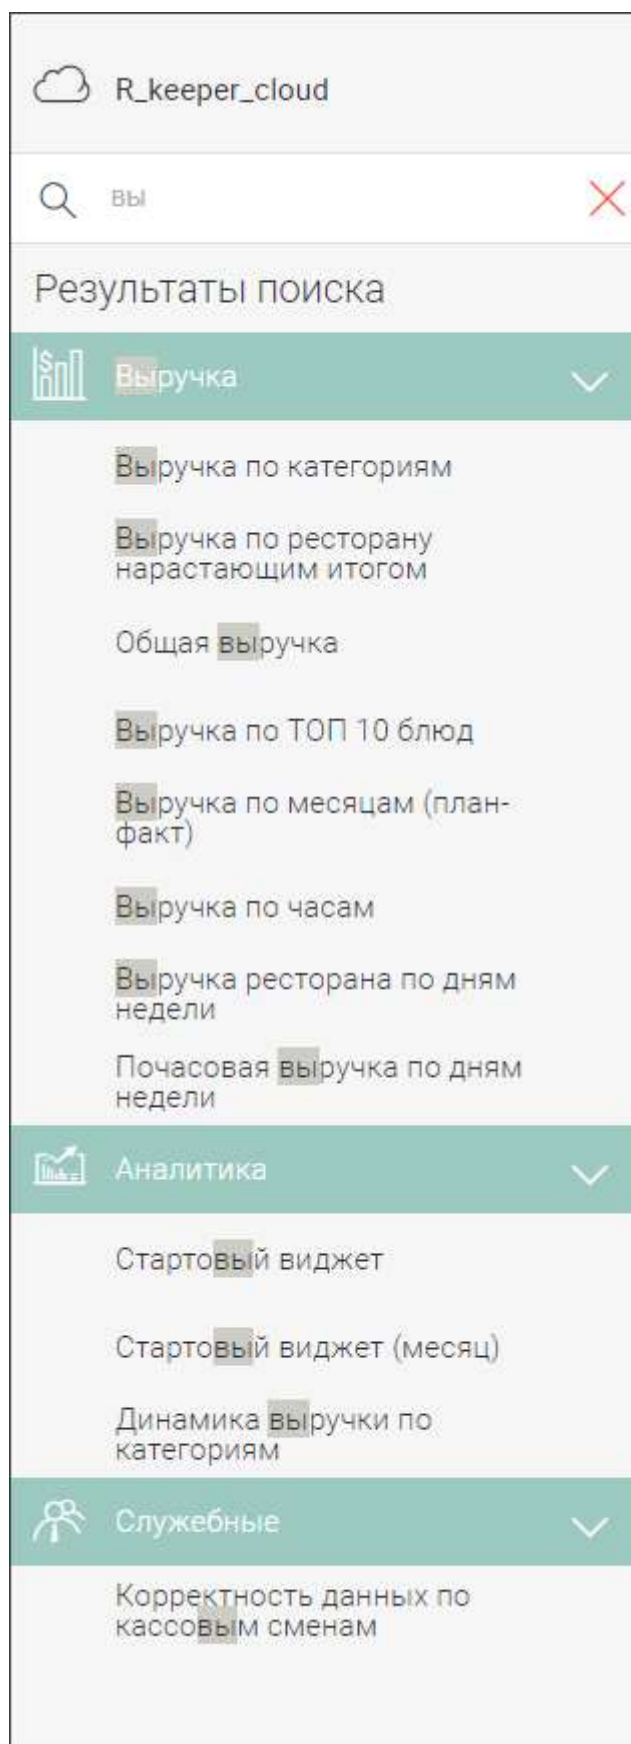 R_keeper_cloud
вы
Результаты поиска
Выручка
Выручка по категориям
Выручка по ресторану
нарастающим итогом
Общая выручка
Выручка по ТОП 10 блюд
Выручка по месяцам (план-
факт)
Выручка по часам
Выручка ресторана по дням
недели
Почасовая выручка по дням
недели
Аналитика
Стартовый виджет
Стартовый виджет (месяц)
Динамика выручки по
категориям
Служебные
Корректность данных по
кассовым сменам